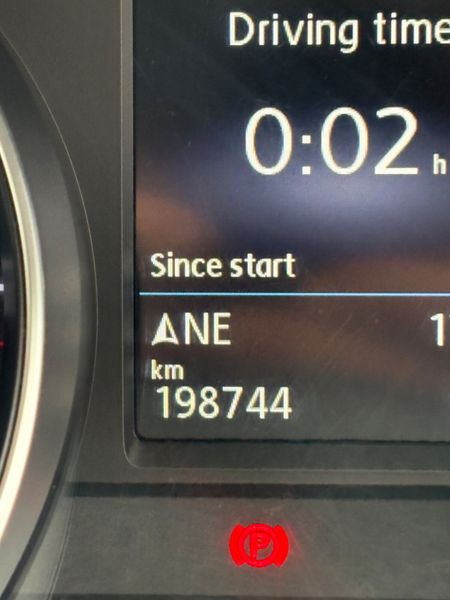 Driving time
0:02 h
Since start
NE
km
198744
P